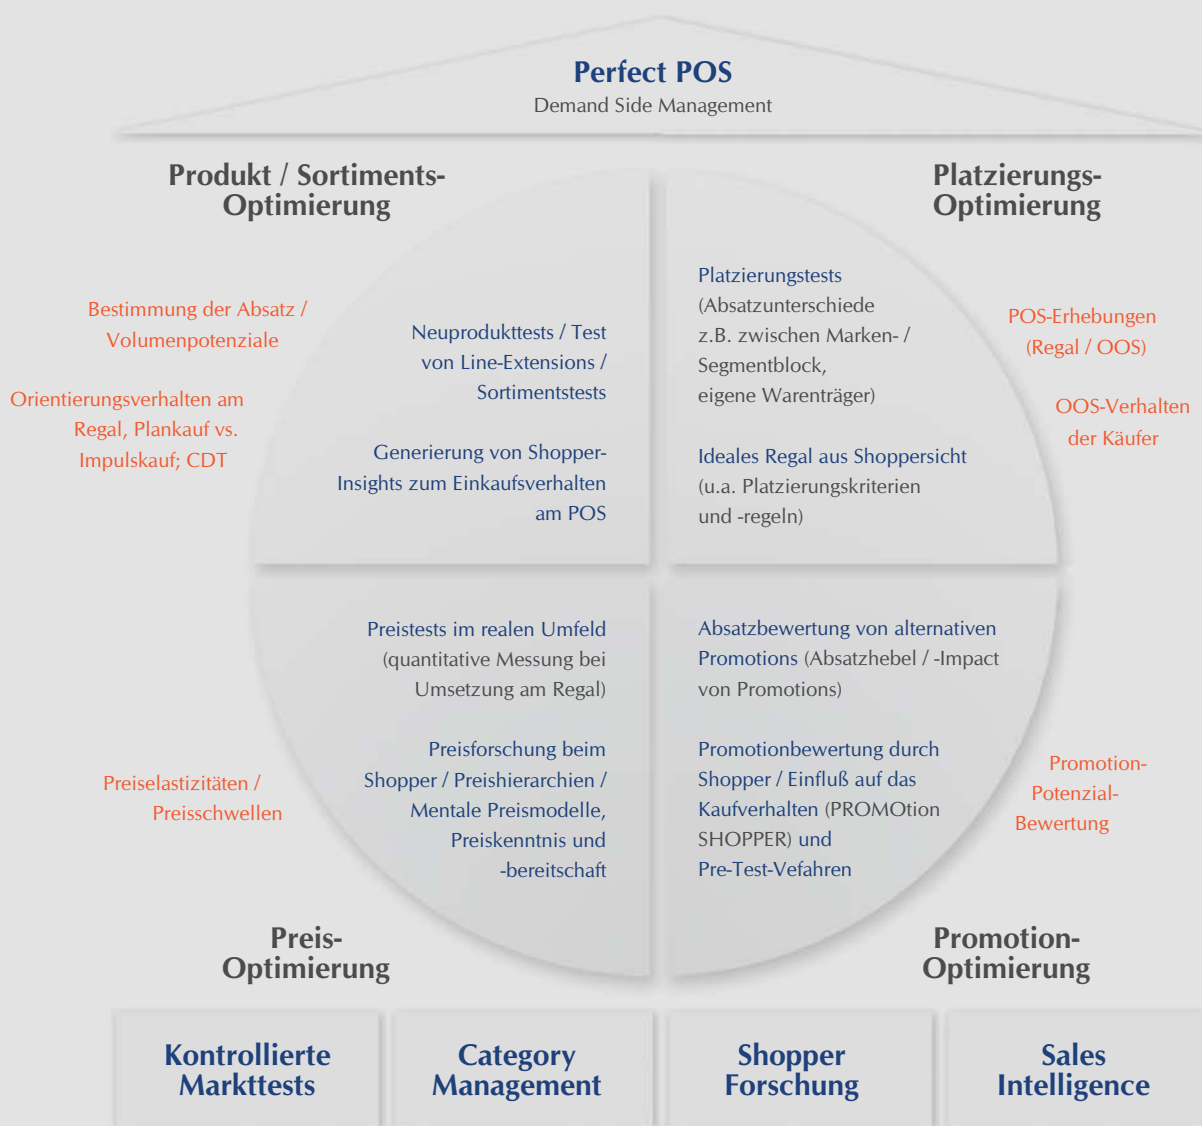 Perfect POS
Demand Side Management
Produkt / Sortiments-
Optimierung
Platzierungs-
Optimierung
Bestimmung der Absatz /
Volumenpotenziale
Orientierungsverhalten am
Regal, Plankauf vs.
Impulskauf; CDT
Neuprodukttests / Test
von Line-Extensions /
Sortimentstests
Generierung von Shopper-
Insights zum Einkaufsverhalten
am POS
Platzierungstests
(Absatzunterschiede
z.B. zwischen Marken- /
Segmentblock,
eigene Warenträger)
Ideales Regal aus Shoppersicht
(u.a. Platzierungskriterien
und -regeln)
POS-Erhebungen
(Regal / OOS)
OOS-Verhalten
der Käufer
Preistests im realen Umfeld
(quantitative Messung bei
Umsetzung am Regal)
Preisforschung beim
Shopper / Preishierarchien /
Mentale Preismodelle,
Preiskenntnis und
-bereitschaft
Preiselastizitäten /
Preisschwellen
Absatzbewertung von alternativen
Promotions (Absatzhebel / -Impact
von Promotions)
Promotionbewertung durch
Shopper / Einfluß auf das
Kaufverhalten (PROMOtion
SHOPPER) und
Pre-Test-Vefahren
Promotion-
Potenzial-
Bewertung
Preis-
Optimierung
Promotion-
Optimierung
Kontrollierte
Markttests
Category
Management
Shopper
Forschung
Sales
Intelligence